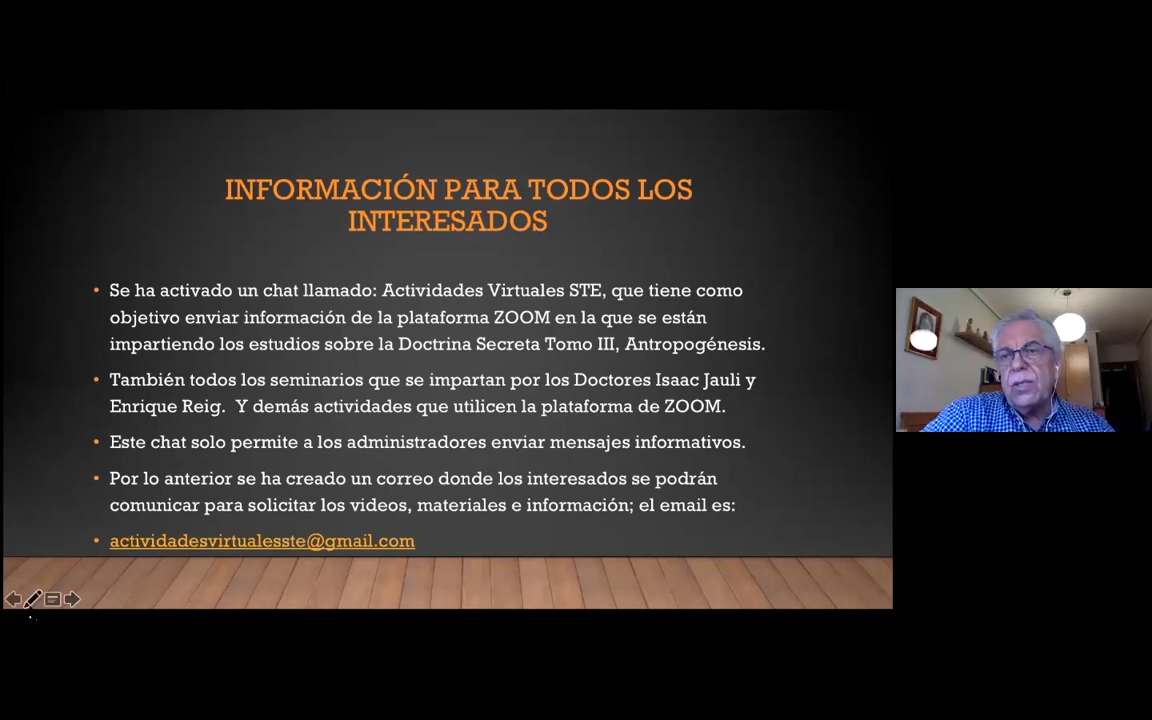 INFORMACIÓN PARA TODOS LOS
INTERESADOS
• Se ha activado un chat llamado: Actividades Virtuales STE, que tiene como
objetivo enviar información de la plataforma ZOOM en la que se están
impartiendo los estudios sobre la Doctrina Secreta Tomo III, Antropogénesis.
• También todos los seminarios que se impartan por los Doctores Isaac Jauli y
Enrique Reig.  Y demás actividades que utilicen la plataforma de ZOOM.
• Este chat solo permite a los administradores enviar mensajes informativos.
• Por lo anterior se ha creado un correo donde los interesados se podrán
comunicar para solicitar los videos, materiales e información; el email es:
• actividadesvirtualesste@gmail.com